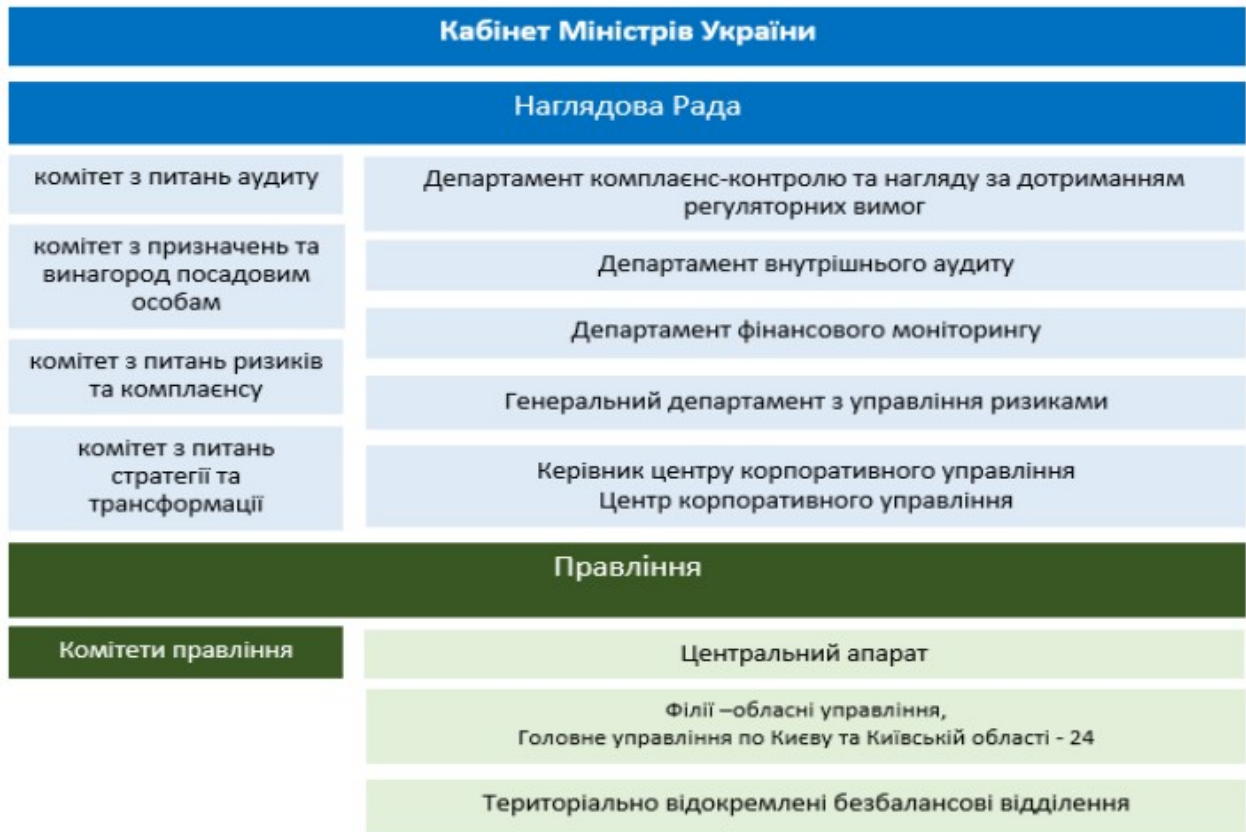 Кабінет Міністрів України
Наглядова Рада
комітет з питань аудиту
комітет з призначень та
винагород посадовим
особам
комітет з питань ризиків
та комплаєнсу
комітет з питань
стратегії та
трансформації
Департамент комплаєнс-контролю та нагляду за дотриманням
регуляторних вимог
Департамент внутрішнього аудиту
Департамент фінансового моніторингу
Генеральний департамент з управління ризиками
Керівник центру корпоративного управління
Центр корпоративного управління
Правління
Комітети правління
Центральний апарат
Філії –обласні управління,
Головне управління по Києву та Київській області - 24
Територіально відокремлені безбалансові відділення